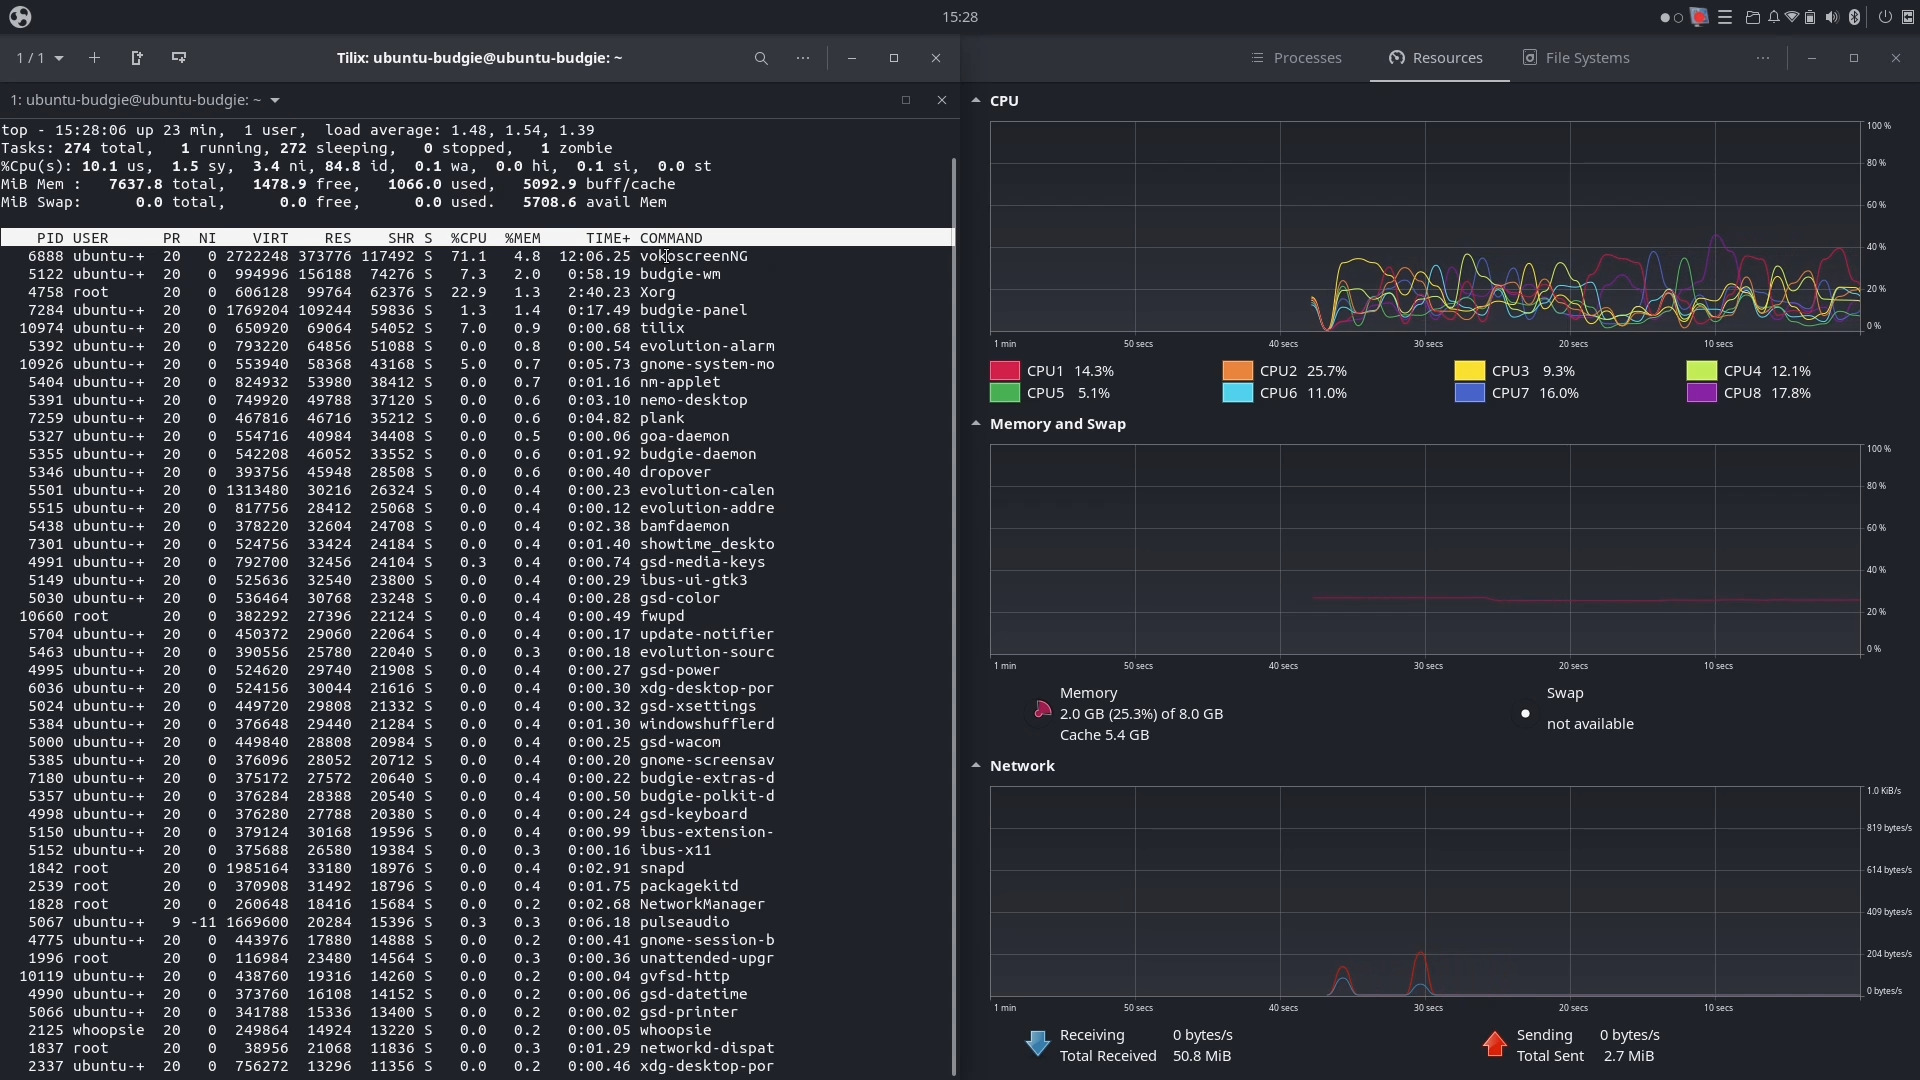 15:28
1 / 1
Tilix: ubuntu-budgie@ubuntu-budgie: ~
1: ubuntu-budgie@ubuntu-budgie: ~
top - 15:28:06 up 23 min,  1 user,  load average: 1.48, 1.54, 1.39
Tasks: 274 total,   1 running, 272 sleeping,   0 stopped,   1 zombie
%Cpu(s): 10.1 us,  1.5 sy,  3.4 ni, 84.8 id,  0.1 wa,  0.0 hi,  0.1 si,  0.0 st
MiB Mem :   7637.8 total,   1478.9 free,   1066.0 used,   5092.9 buff/cache
MiB Swap:      0.0 total,      0.0 free,      0.0 used.   5708.6 avail Mem
PID USER PR NI VIRT RES SHR S %CPU %MEM TIME+ COMMAND
6888 ubuntu-+ 20 0 2722248 373776 117492 S 71.1 4.8 12:06.25 vokoscreenNG
5122 ubuntu-+ 20 0 994996 156188 74276 S 7.3 2.0 0:58.19 budgie-wm
4758 root 20 0 606128 99764 62376 S 22.9 1.3 2:40.23 Xorg
7284 ubuntu-+ 20 0 1769204 109244 59836 S 1.3 1.4 0:17.49 budgie-panel
10974 ubuntu-+ 20 0 650920 69064 54052 S 7.0 0.9 0:00.68 tilix
5392 ubuntu-+ 20 0 793220 64856 51088 S 0.0 0.8 0:00.54 evolution-alarm
10926 ubuntu-+ 20 0 553940 58368 43168 S 5.0 0.7 0:05.73 gnome-system-mo
5404 ubuntu-+ 20 0 824932 53980 38412 S 0.0 0.7 0:01.16 nm-applet
5391 ubuntu-+ 20 0 749920 49788 37120 S 0.0 0.6 0:03.10 nemo-desktop
7259 ubuntu-+ 20 0 467816 46716 35212 S 0.0 0.6 0:04.82 plank
5327 ubuntu-+ 20 0 554716 40984 34408 S 0.0 0.5 0:00.06 goa-daemon
5355 ubuntu-+ 20 0 542208 46052 33552 S 0.0 0.6 0:01.92 budgie-daemon
5346 ubuntu-+ 20 0 393756 45948 28508 S 0.0 0.6 0:00.40 dropover
5501 ubuntu-+ 20 0 1313480 30216 26324 S 0.0 0.4 0:00.23 evolution-calen
5515 ubuntu-+ 20 0 817756 28412 25068 S 0.0 0.4 0:00.12 evolution-addre
5438 ubuntu-+ 20 0 378220 32604 24708 S 0.0 0.4 0:02.38 bamfdaemon
7301 ubuntu-+ 20 0 524756 33424 24184 S 0.0 0.4 0:01.40 showtime_deskto
4991 ubuntu-+ 20 0 792700 32456 24104 S 0.3 0.4 0:00.74 gsd-media-keys
5149 ubuntu-+ 20 0 525636 32540 23800 S 0.0 0.4 0:00.29 ibus-ui-gtk3
5030 ubuntu-+ 20 0 536464 30768 23248 S 0.0 0.4 0:00.28 gsd-color
10660 root 20 0 382292 27396 22124 S 0.0 0.4 0:00.49 fwupd
5704 ubuntu-+ 20 0 450372 29060 22064 S 0.0 0.4 0:00.17 update-notifier
5463 ubuntu-+ 20 0 390556 25780 22040 S 0.0 0.3 0:00.18 evolution-sourc
4995 ubuntu-+ 20 0 524620 29740 21908 S 0.0 0.4 0:00.27 gsd-power
6036 ubuntu-+ 20 0 524156 30044 21616 S 0.0 0.4 0:00.30 xdg-desktop-por
5024 ubuntu-+ 20 0 449720 29808 21332 S 0.0 0.4 0:00.32 gsd-xsettings
5384 ubuntu-+ 20 0 376648 29440 21284 S 0.0 0.4 0:01.30 windowshufflerd
5000 ubuntu-+ 20 0 449840 28808 20984 S 0.0 0.4 0:00.25 gsd-wacom
5385 ubuntu-+ 20 0 376096 28052 20712 S 0.0 0.4 0:00.20 gnome-screensav
7180 ubuntu-+ 20 0 375172 27572 20640 S 0.0 0.4 0:00.22 budgie-extras-d
5357 ubuntu-+ 20 0 376284 28388 20540 S 0.0 0.4 0:00.50 budgie-polkit-d
4998 ubuntu-+ 20 0 376280 27788 20380 S 0.0 0.4 0:00.24 gsd-keyboard
5150 ubuntu-+ 20 0 379124 30168 19596 S 0.0 0.4 0:00.99 ibus-extension-
5152 ubuntu-+ 20 0 375688 26580 19384 S 0.0 0.3 0:00.16 ibus-x11
1842 root 20 0 1985164 33180 18976 S 0.0 0.4 0:02.91 snapd
2539 root 20 0 370908 31492 18796 S 0.0 0.4 0:01.75 packagekitd
1828 root 20 0 260648 18416 15684 S 0.0 0.2 0:02.68 NetworkManager
5067 ubuntu-+ 9 -11 1669600 20284 15396 S 0.3 0.3 0:06.18 pulseaudio
4775 ubuntu-+ 20 0 443976 17880 14888 S 0.0 0.2 0:00.41 gnome-session-b
1996 root 20 0 116984 23480 14564 S 0.0 0.3 0:00.36 unattended-upgr
10119 ubuntu-+ 20 0 438760 19316 14260 S 0.0 0.2 0:00.04 gvfsd-http
4990 ubuntu-+ 20 0 373760 16108 14152 S 0.0 0.2 0:00.06 gsd-datetime
5066 ubuntu-+ 20 0 341788 15336 13400 S 0.0 0.2 0:00.02 gsd-printer
2125 whoopsie 20 0 249864 14924 13220 S 0.0 0.2 0:00.05 whoopsie
1837 root 20 0 38956 21068 11836 S 0.0 0.3 0:01.29 networkd-dispat
2337 ubuntu-+ 20 0 756272 13296 11356 S 0.0 0.2 0:00.46 xdg-desktop-por
Processes Resources File Systems
CPU
100 %
80 %
60 %
40 %
20 %
0 %
1 min 50 secs 40 secs 30 secs 20 secs 10 secs
CPU1 14.3% CPU2 25.7% CPU3 9.3% CPU4 12.1%
CPU5 5.1% CPU6 11.0% CPU7 16.0% CPU8 17.8%
Memory and Swap
100 %
80 %
60 %
40 %
20 %
0 %
1 min 50 secs 40 secs 30 secs 20 secs 10 secs
Memory
2.0 GB (25.3%) of 8.0 GB
Cache 5.4 GB
Swap
not available
Network
1.0 KiB/s
819 bytes/s
614 bytes/s
409 bytes/s
204 bytes/s
0 bytes/s
1 min 50 secs 40 secs 30 secs 20 secs 10 secs
Receiving 0 bytes/s
Total Received 50.8 MiB
Sending 0 bytes/s
Total Sent 2.7 MiB